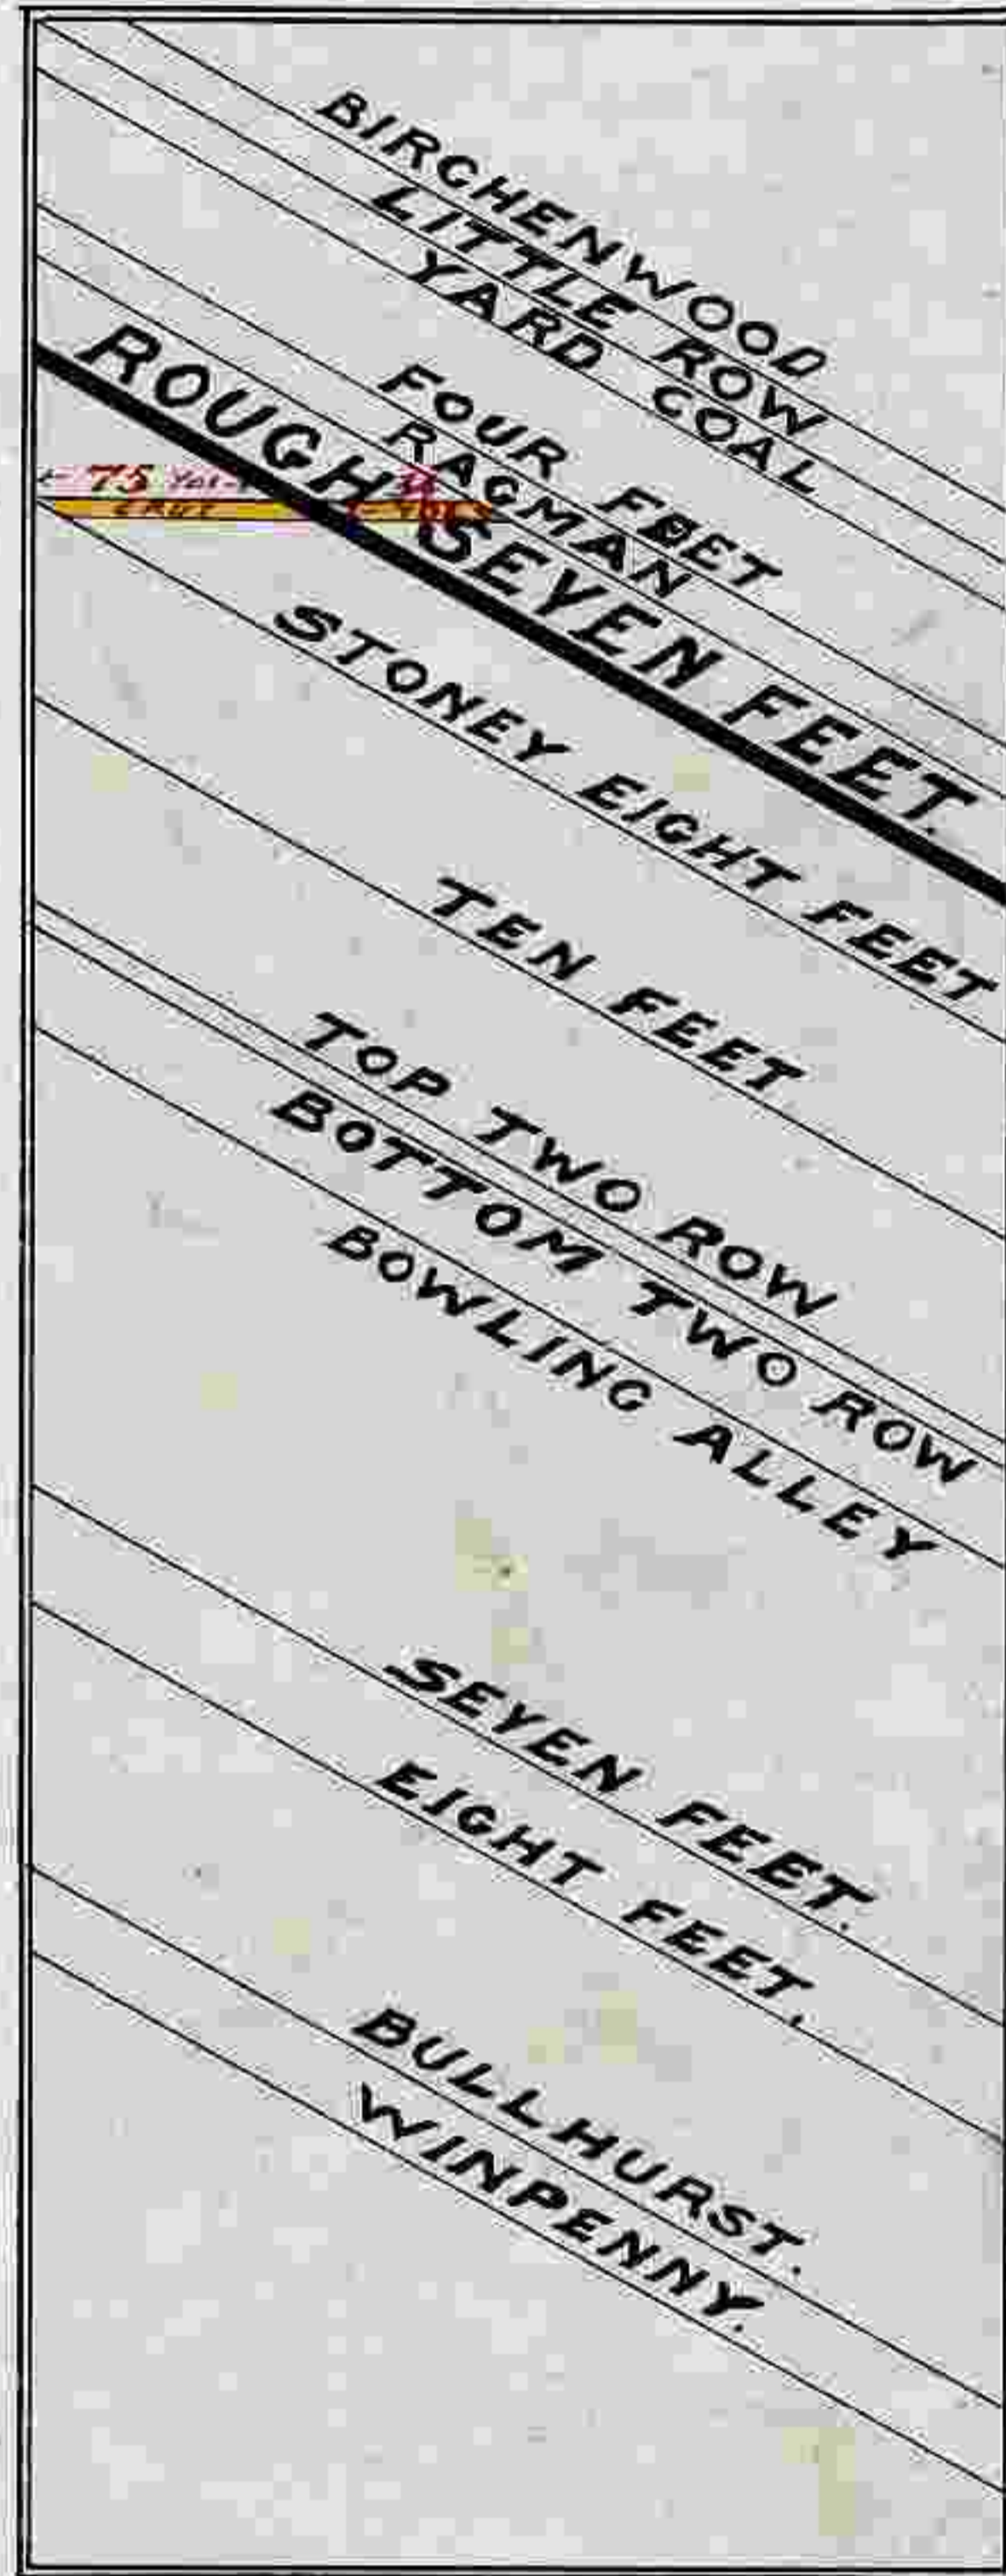 BIRCHENWOOD
LITTLE ROW
YARD COAL
FOUR FEET
RAGMAN
ROUGH SEVEN FEET.
75 Yds
STONEY EIGHT FEET
TEN FEET.
TOP TWO ROW
BOTTOM TWO ROW
BOWLING ALLEY
SEVEN FEET.
EIGHT FEET.
BULLHURST.
WINPENNY.